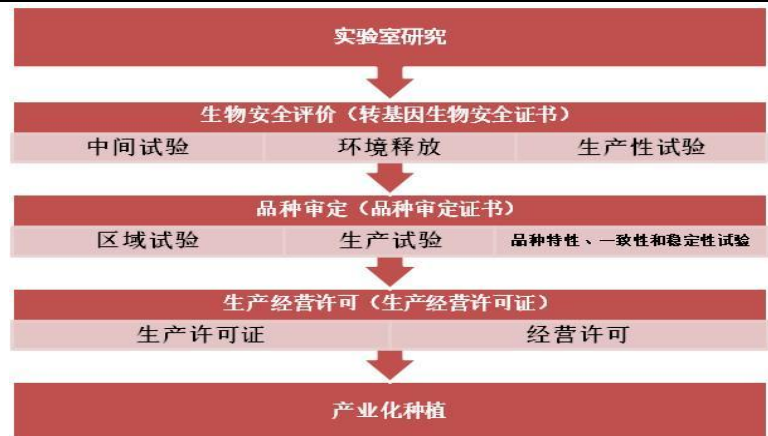 实验室研究
生物安全评价（转基因生物安全证书）
中间试验 环境释放 生产性试验
品种审定（品种审定证书）
区域试验 生产试验 品种特性、一致性和稳定性试验
生产经营许可（生产经营许可证）
生产许可证 经营许可
产业化种植